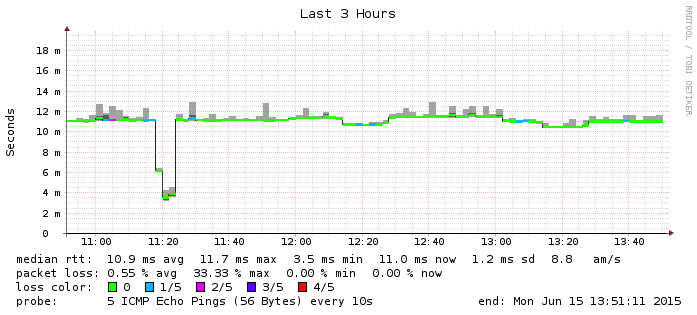 Last 3 Hours
RRDTOOL / TOBI OETIKER
Seconds
18 m
16 m
14 m
12 m
10 m
8 m
6 m
4 m
2 m
0
11:00 11:20 11:40 12:00 12:20 12:40 13:00 13:20 13:40
median rtt: 10.9 ms avg 11.7 ms max 3.5 ms min 11.0 ms now 1.2 ms sd 8.8 am/s
packet loss: 0.55 % avg 33.33 % max 0.00 % min 0.00 % now
loss color: 0 1/5 2/5 3/5 4/5
probe: 5 ICMP Echo Pings (56 Bytes) every 10s end: Mon Jun 15 13:51:11 2015